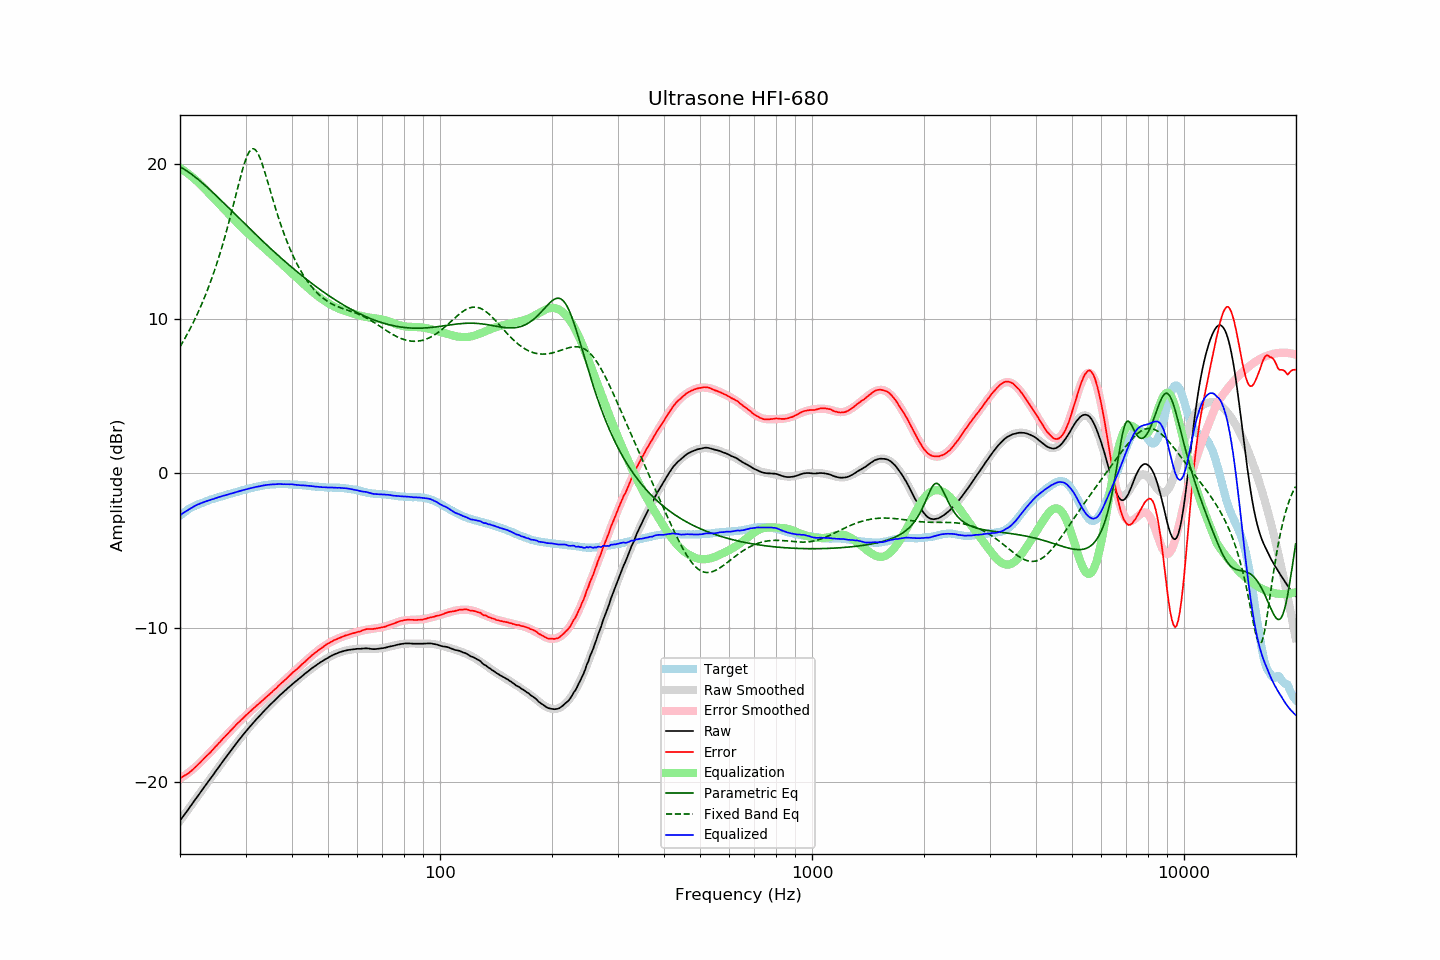 Ultrasone HFI-680
Amplitude (dBr)
20
10
0
−10
−20
100
1000
10000
Frequency (Hz)
Target
Raw Smoothed
Error Smoothed
Raw
Error
Equalization
Parametric Eq
Fixed Band Eq
Equalized